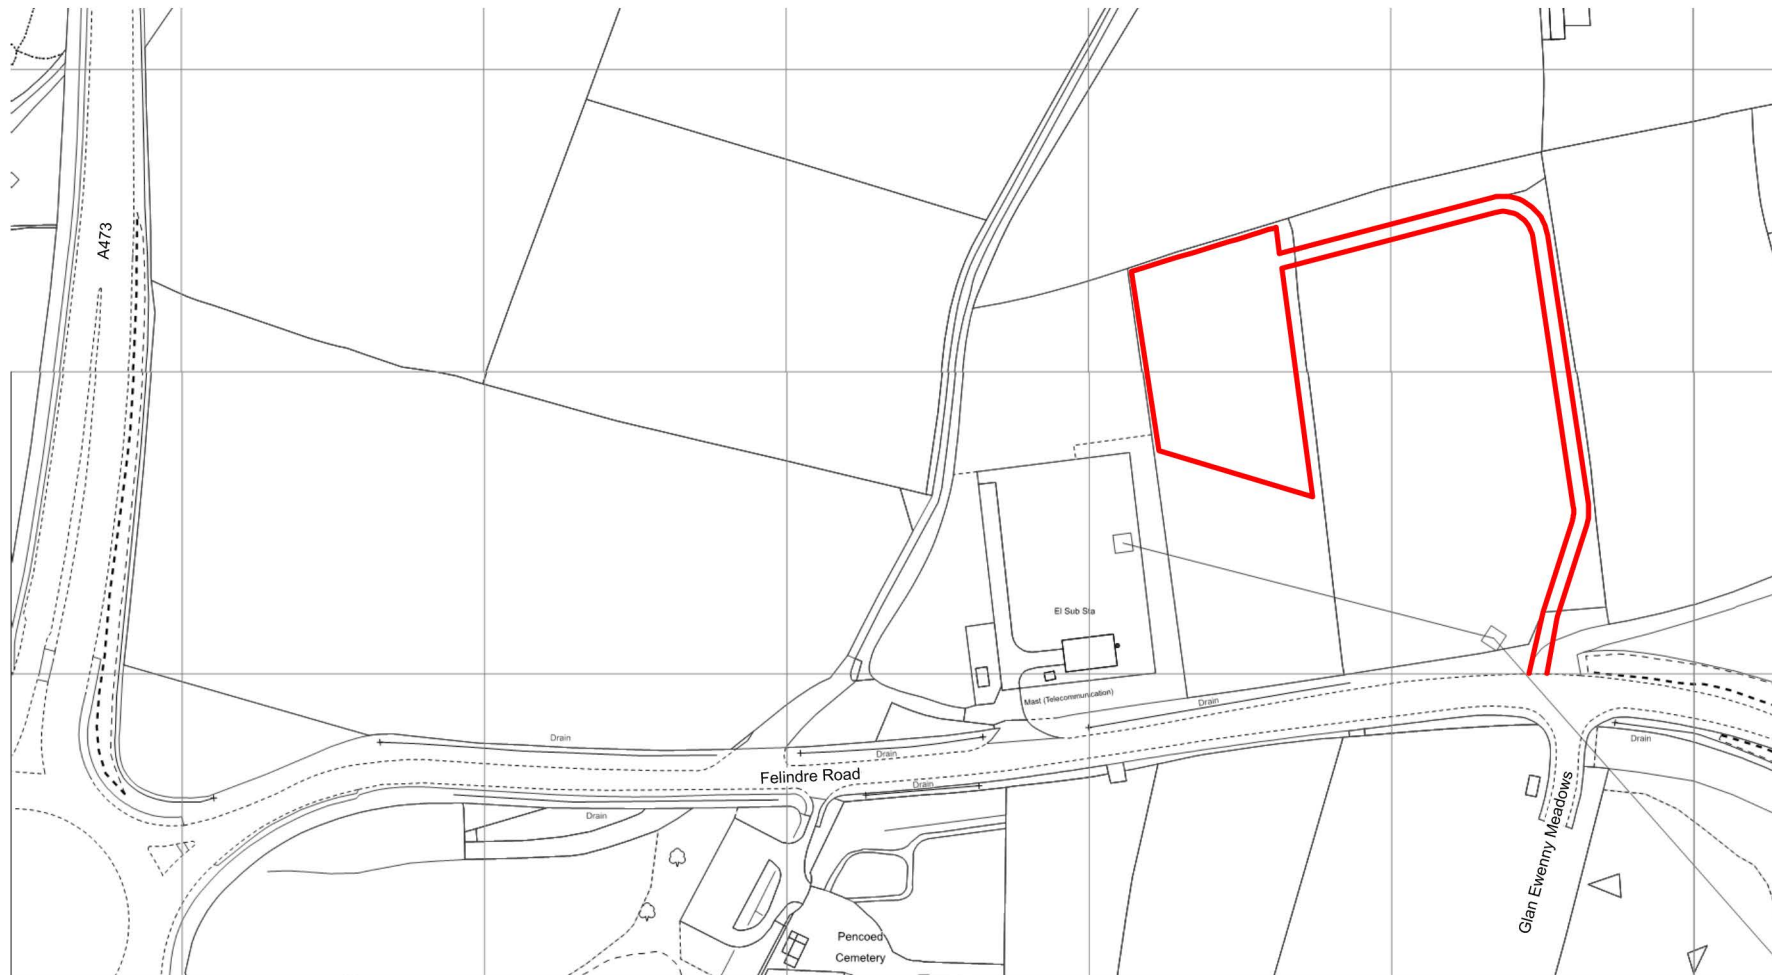 A473
El Sub Sta
Mast (Telecommunication)
Drain
Drain
Drain
Felindre Road
Drain
Drain
Drain
Glan Ewenny Meadows
Pencoed
Cemetery